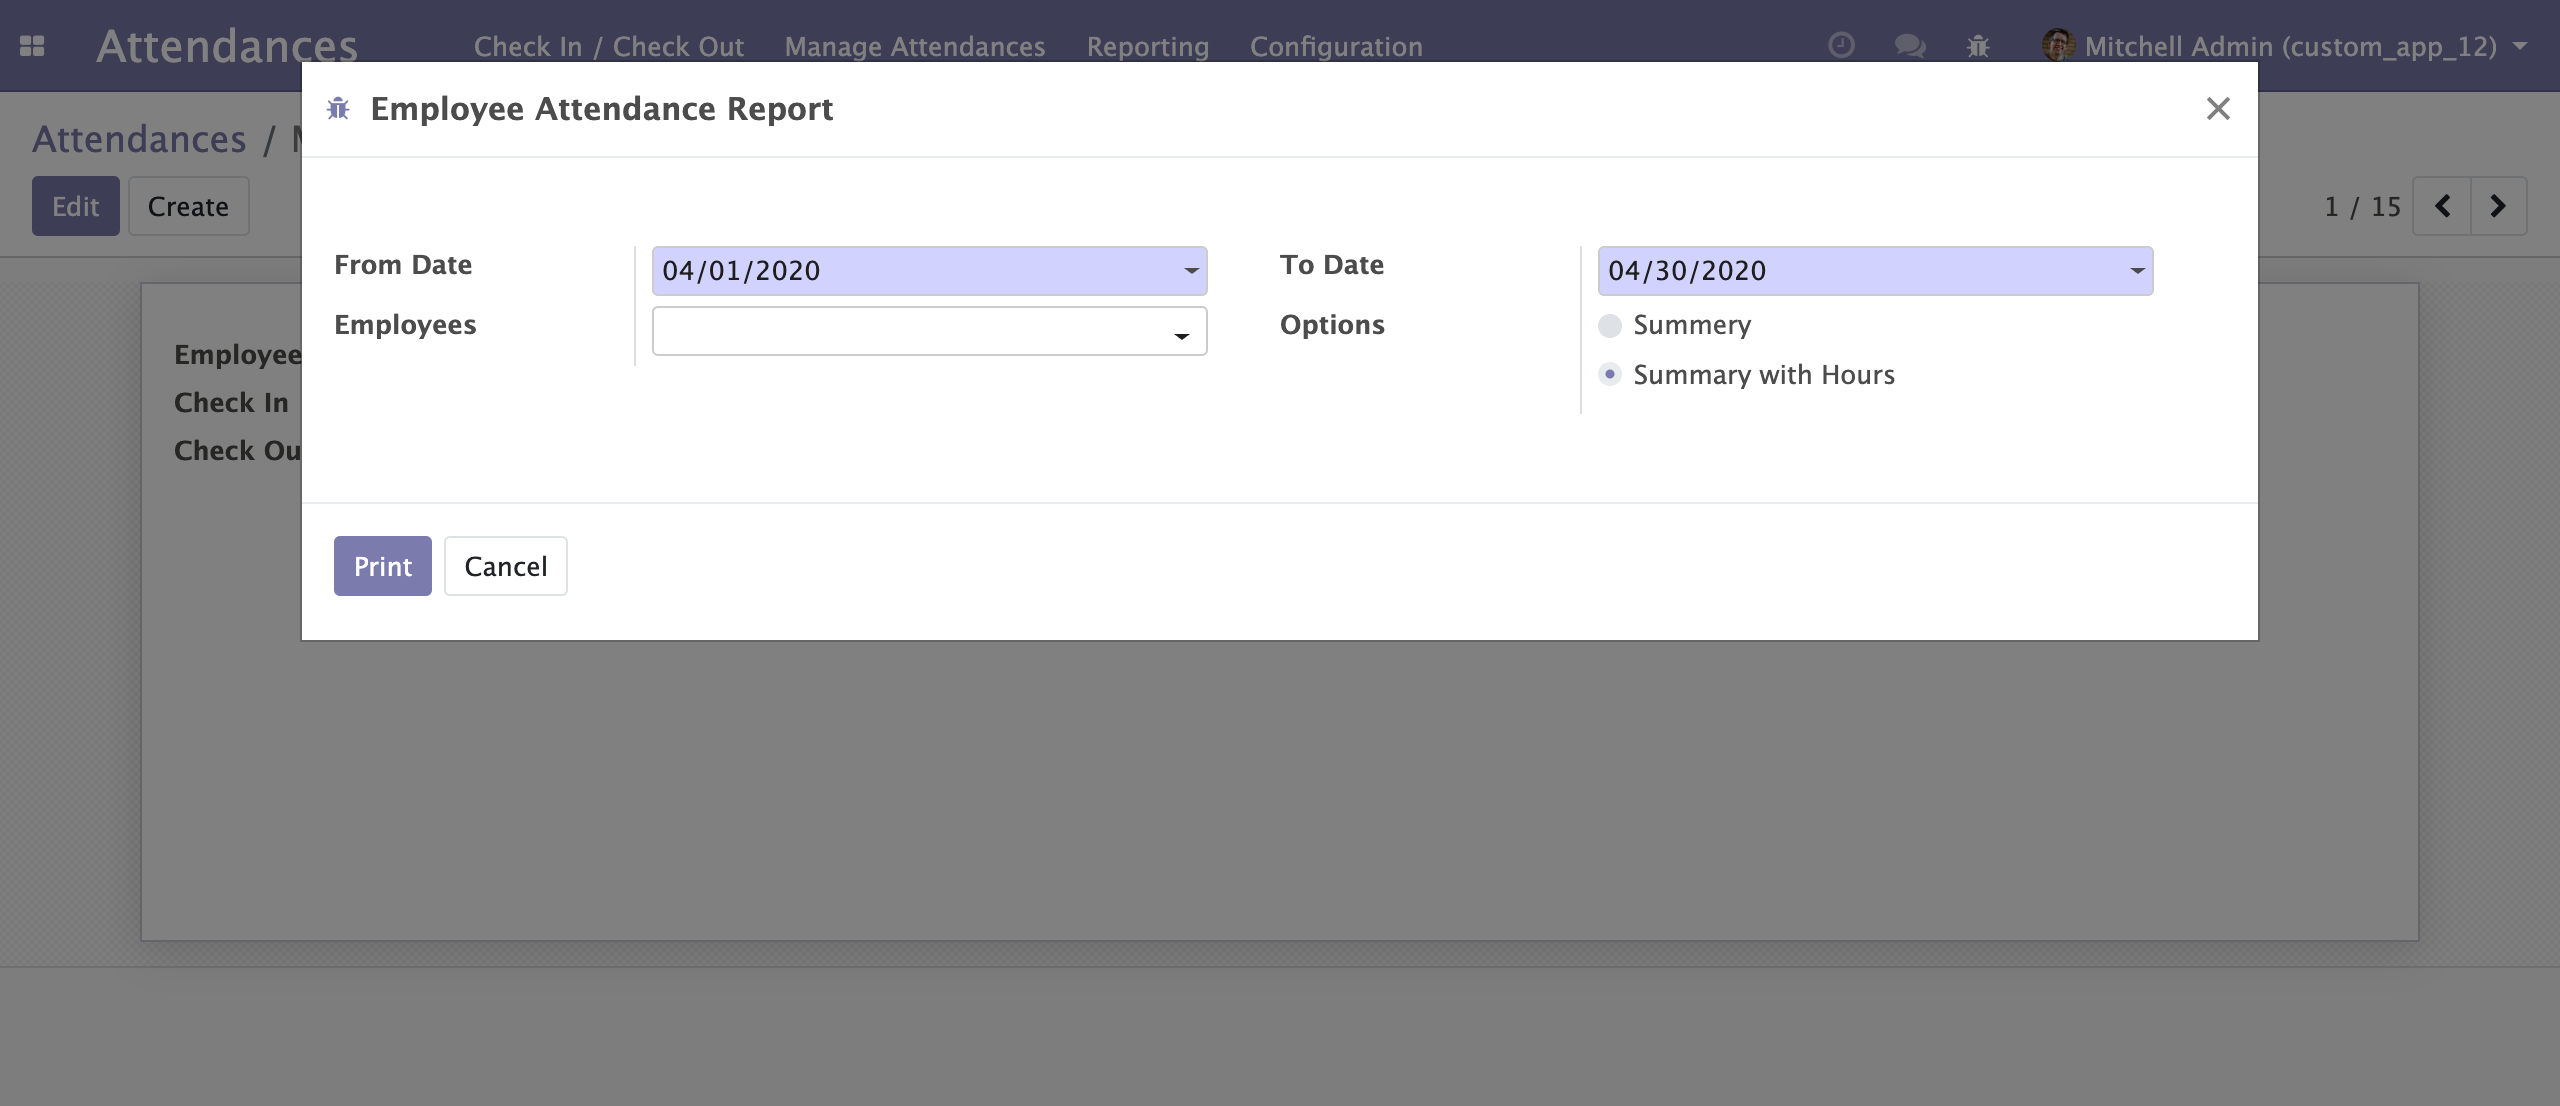 Attendances Check In / Check Out Manage Attendances Reporting Configuration Mitchell Admin (custom_app_12)
Employee Attendance Report
Attendances /
Edit Create 1 / 15
From Date 04/01/2020 To Date 04/30/2020
Employees Options Summery
Summary with Hours
Employee
Check In
Check Ou
Print Cancel